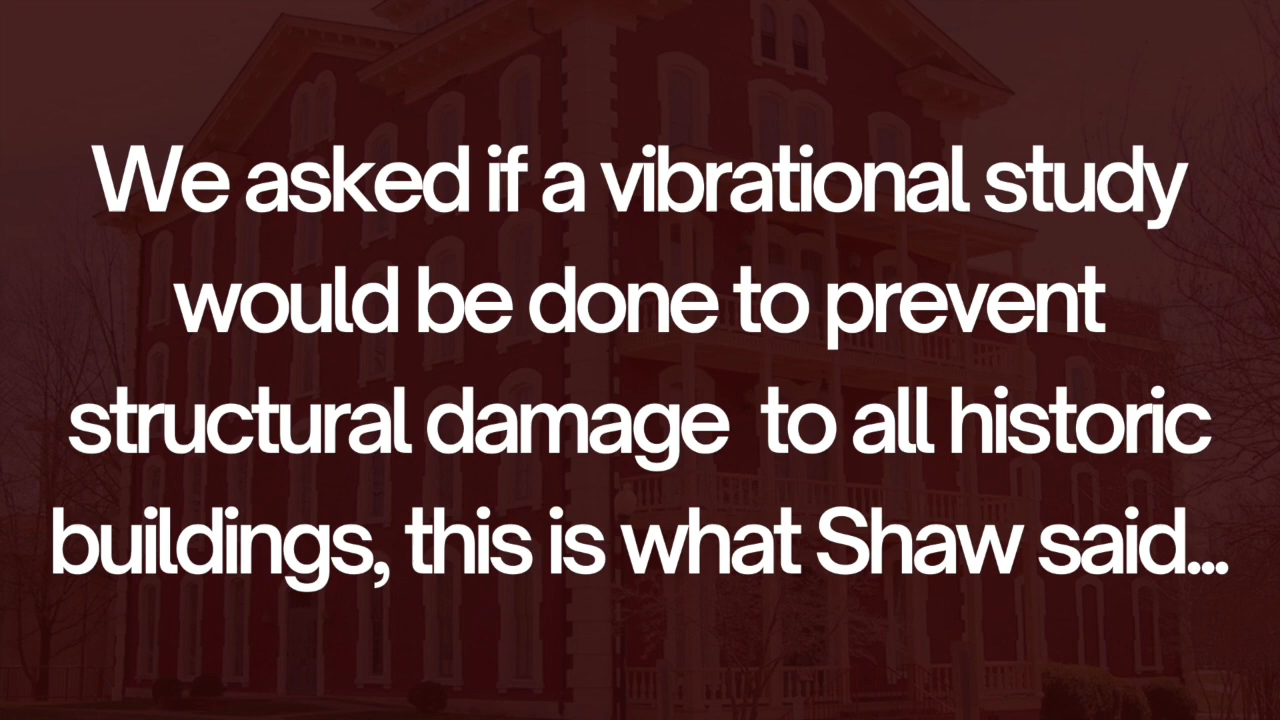 We asked if a vibrational study
would be done to prevent
structural damage  to all historic
buildings, this is what Shaw said...